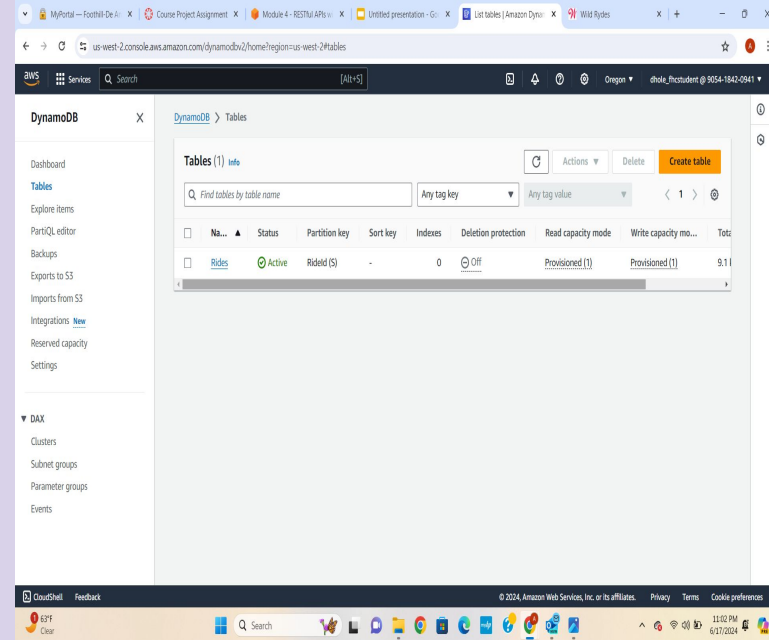 MyPortal — Foothill-De An
Course Project Assignment
Module 4 - RESTful APIs w
Untitled presentation - Go
List tables | Amazon Dynam
Wild Rydes
us-west-2.console.aws.amazon.com/dynamodbv2/home?region=us-west-2#tables
aws
Services
Search
[Alt+S]
Oregon ▼
dhole_fhcstudent @ 9054-1842-0941 ▼
DynamoDB
X
DynamoDB > Tables
Dashboard
Tables
Explore items
PartiQL editor
Backups
Exports to S3
Imports from S3
Integrations New
Reserved capacity
Settings
▼ DAX
Clusters
Subnet groups
Parameter groups
Events
Tables (1) Info
Actions ▼
Delete
Create table
Find tables by table name
Any tag key ▼
Any tag value ▼
< 1 >
Na... ▲ Status Partition key Sort key Indexes Deletion protection Read capacity mode Write capacity mo... Tota
Rides Active RideId (S) - 0 Off Provisioned (1) Provisioned (1) 9.1
CloudShell Feedback
© 2024, Amazon Web Services, Inc. or its affiliates. Privacy Terms Cookie preferences
63°F
Clear
Search
11:02 PM
6/17/2024